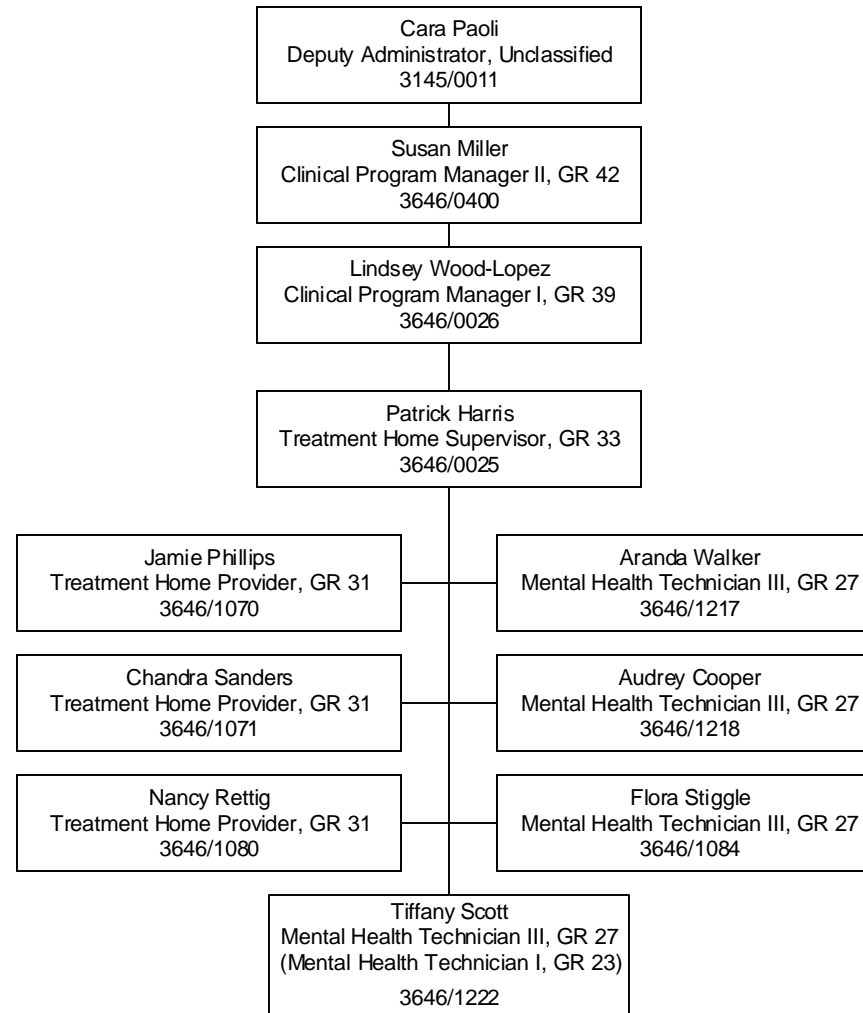 Cara Paoli
Deputy Administrator, Unclassified
3145/0011
Susan Miller
Clinical Program Manager II, GR 42
3646/0400
Lindsey Wood-Lopez
Clinical Program Manager I, GR 39
3646/0026
Patrick Harris
Treatment Home Supervisor, GR 33
3646/0025
Jamie Phillips
Treatment Home Provider, GR 31
3646/1070
Aranda Walker
Mental Health Technician III, GR 27
3646/1217
Chandra Sanders
Treatment Home Provider, GR 31
3646/1071
Audrey Cooper
Mental Health Technician III, GR 27
3646/1218
Nancy Rettig
Treatment Home Provider, GR 31
3646/1080
Flora Stiggle
Mental Health Technician III, GR 27
3646/1084
Tiffany Scott
Mental Health Technician III, GR 27
(Mental Health Technician I, GR 23)
3646/1222